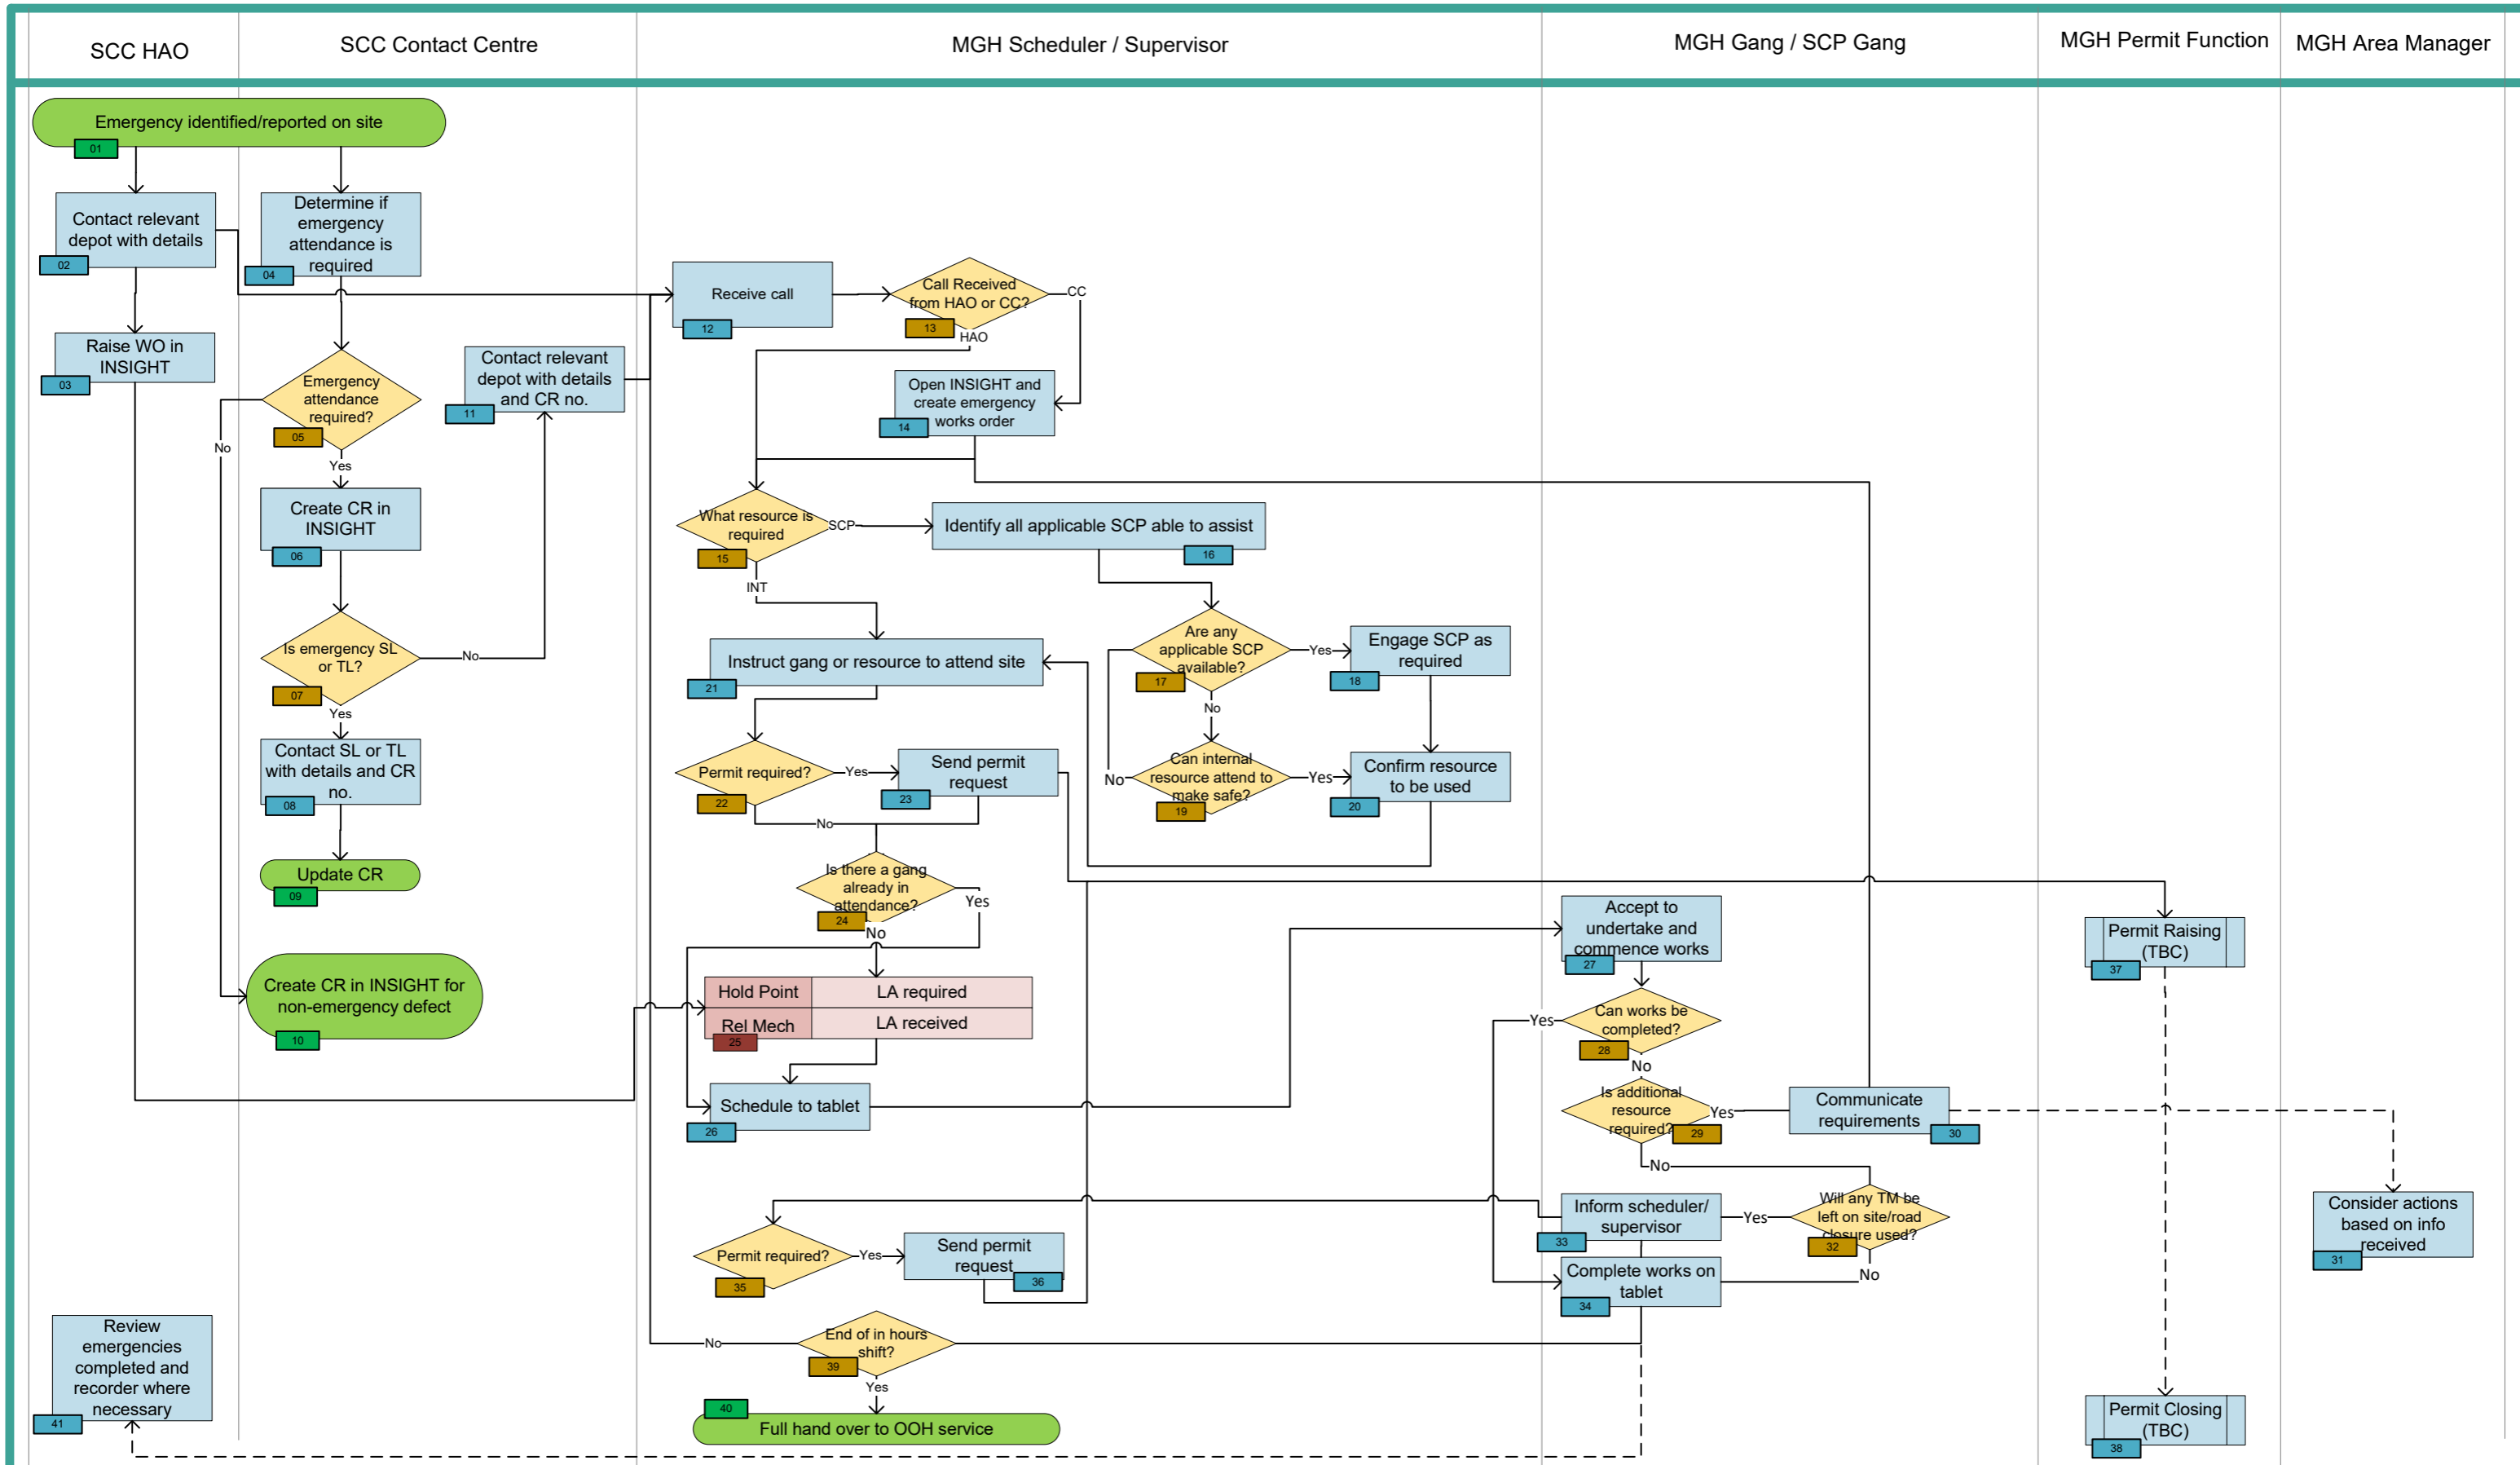 SCC HAO
SCC Contact Centre
MGH Scheduler / Supervisor
MGH Gang / SCP Gang
MGH Permit Function
MGH Area Manager
Emergency identified/reported on site
01
Contact relevant
depot with details
02
Raise WO in
INSIGHT
03
Determine if
emergency
attendance is
required
04
Emergency
attendance
required?
05
No
Yes
Create CR in
INSIGHT
06
Is emergency SL
or TL?
07
No
Yes
Contact SL or TL
with details and CR
no.
08
Update CR
09
Create CR in INSIGHT for
non-emergency defect
10
Contact relevant
depot with details
and CR no.
11
Receive call
12
Call Received
from HAO or CC?
13
CC
HAO
Open INSIGHT and
create emergency
works order
14
What resource is
required
15
SCP
INT
Identify all applicable SCP able to assist
16
Are any
applicable SCP
available?
17
Yes
No
Engage SCP as
required
18
Can internal
resource attend to
make safe?
19
No
Yes
Confirm resource
to be used
20
Instruct gang or resource to attend site
21
Permit required?
22
Yes
No
Send permit
request
23
Is there a gang
already in
attendance?
24
Yes
No
Hold Point
LA required
Rel Mech
LA received
25
Schedule to tablet
26
Accept to
undertake and
commence works
27
Can works be
completed?
28
Yes
No
Is additional
resource
required?
29
Yes
No
Communicate
requirements
30
Consider actions
based on info
received
31
Will any TM be
left on site/road
closure used?
32
Yes
No
Inform scheduler/
supervisor
33
Complete works on
tablet
34
Permit required?
35
Yes
Send permit
request
36
Permit Raising
(TBC)
37
Permit Closing
(TBC)
38
End of in hours
shift?
39
No
Yes
40
Full hand over to OOH service
Review
emergencies
completed and
recorder where
necessary
41